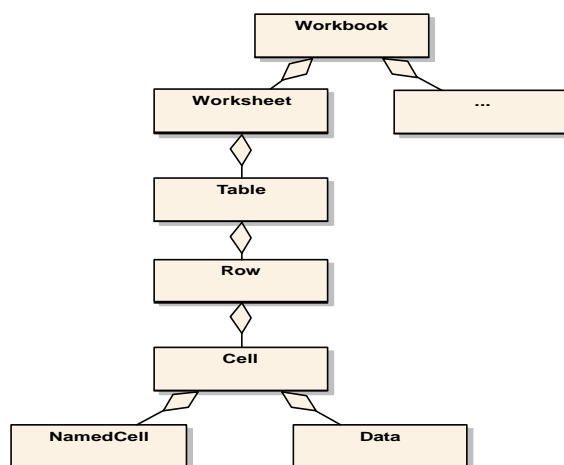 Workbook
Worksheet
...
Table
Row
Cell
NamedCell
Data